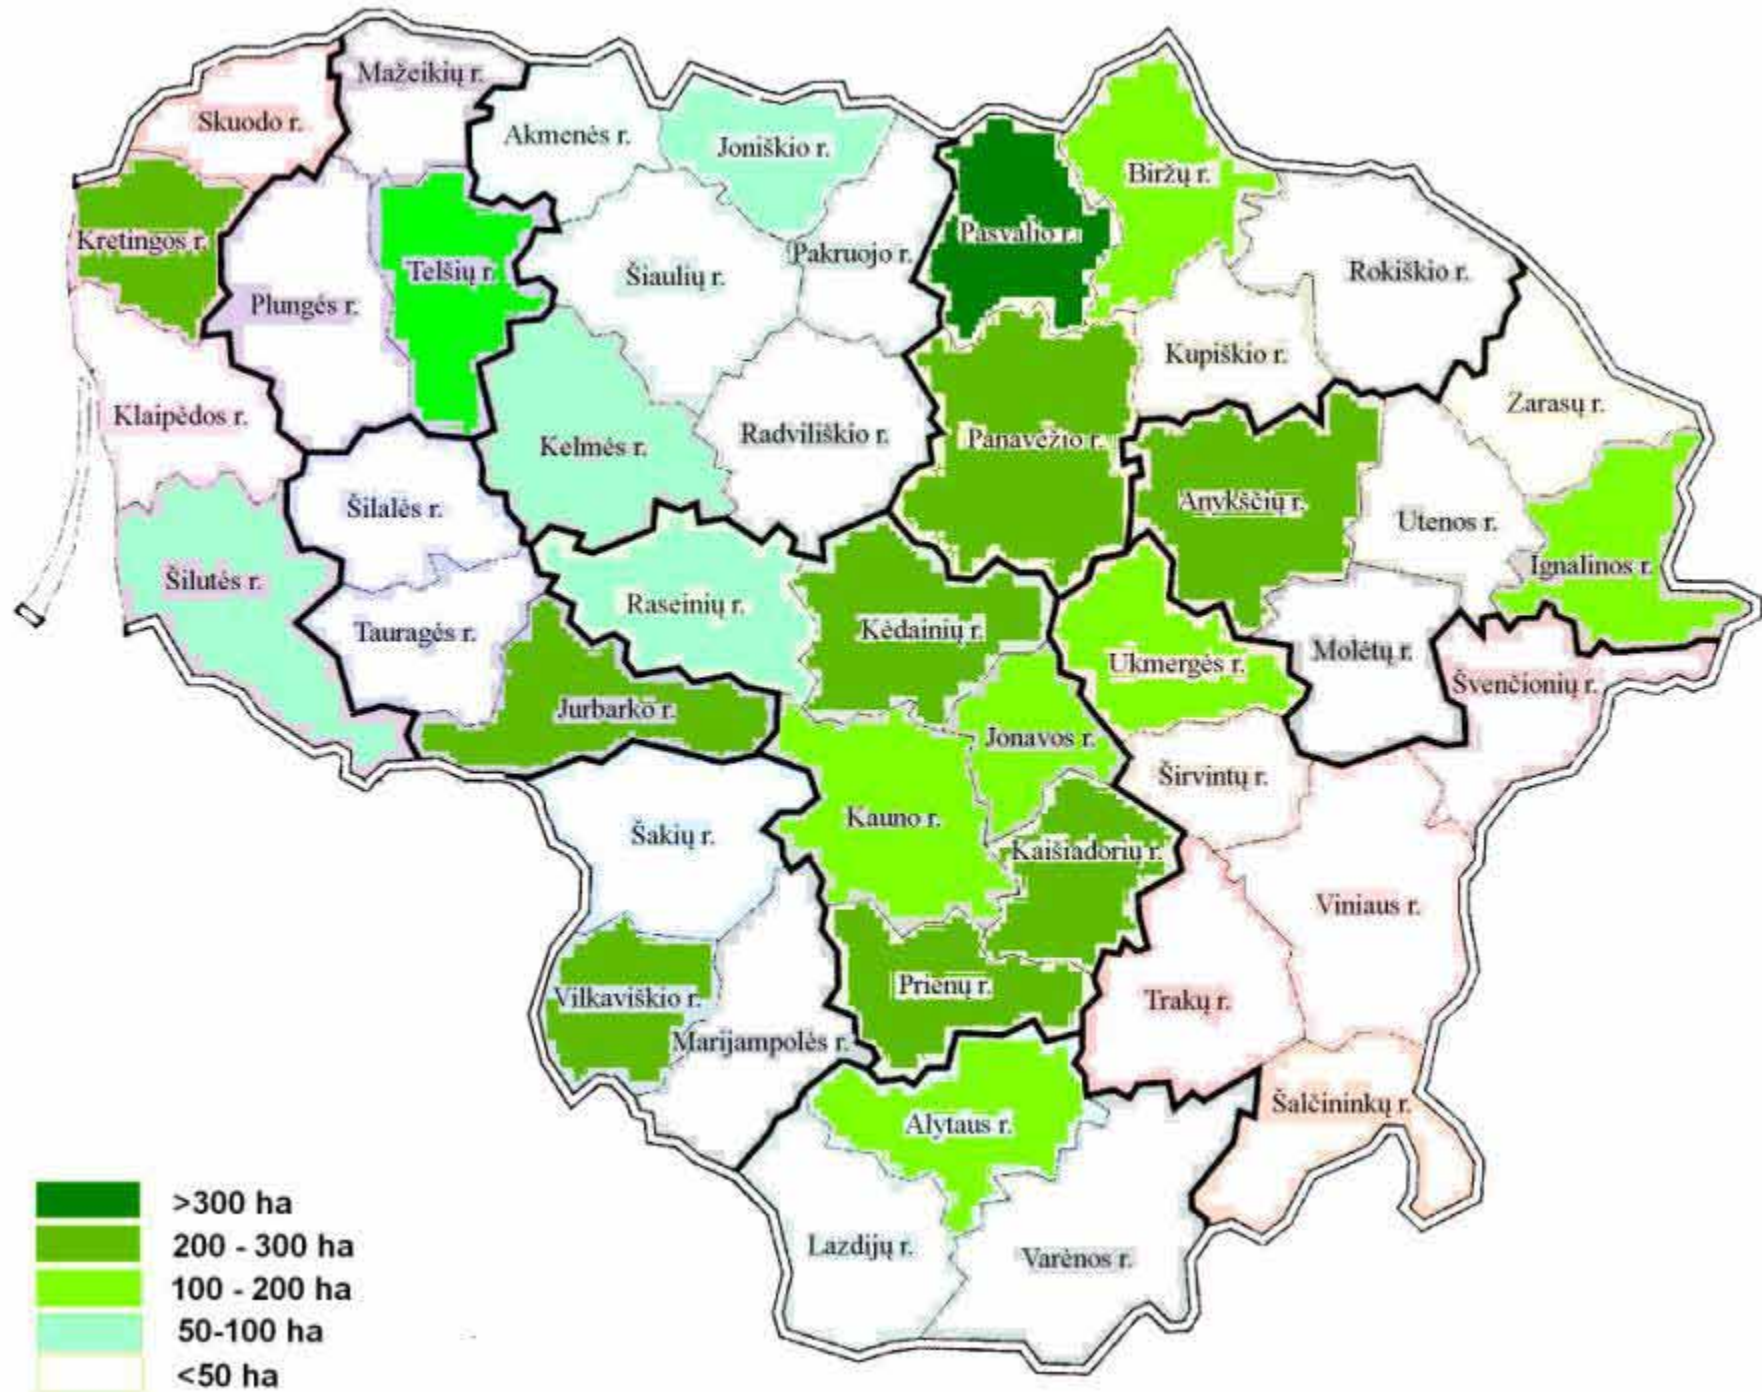 Mažeikių r.
Skuodo r.
Akmenės r.
Joniškio r.
Biržų r.
Kretingos r.
Telšių r.
Plungės r.
Šiaulių r.
Pakruojo r.
Pasvalio r.
Rokiškio r.
Kupiškio r.
Klaipėdos r.
Kelmės r.
Radviliškio r.
Panavėžio r.
Zarasų r.
Šilalės r.
Anykščių r.
Utenos r.
Ignalinos r.
Šilutės r.
Tauragės r.
Raseinių r.
Kėdainių r.
Ukmergės r.
Molėtų r.
Švenčionių r.
Jurbarko r.
Jonavos r.
Širvintų r.
Šakių r.
Kauno r.
Kaišiadorių r.
Viniaus r.
Vilkaviškio r.
Prienų r.
Trakų r.
Marijampolės r.
Alytaus r.
Šalčininkų r.
Lazdijų r.
Varėnos r.
>300 ha
200 - 300 ha
100 - 200 ha
50-100 ha
<50 ha